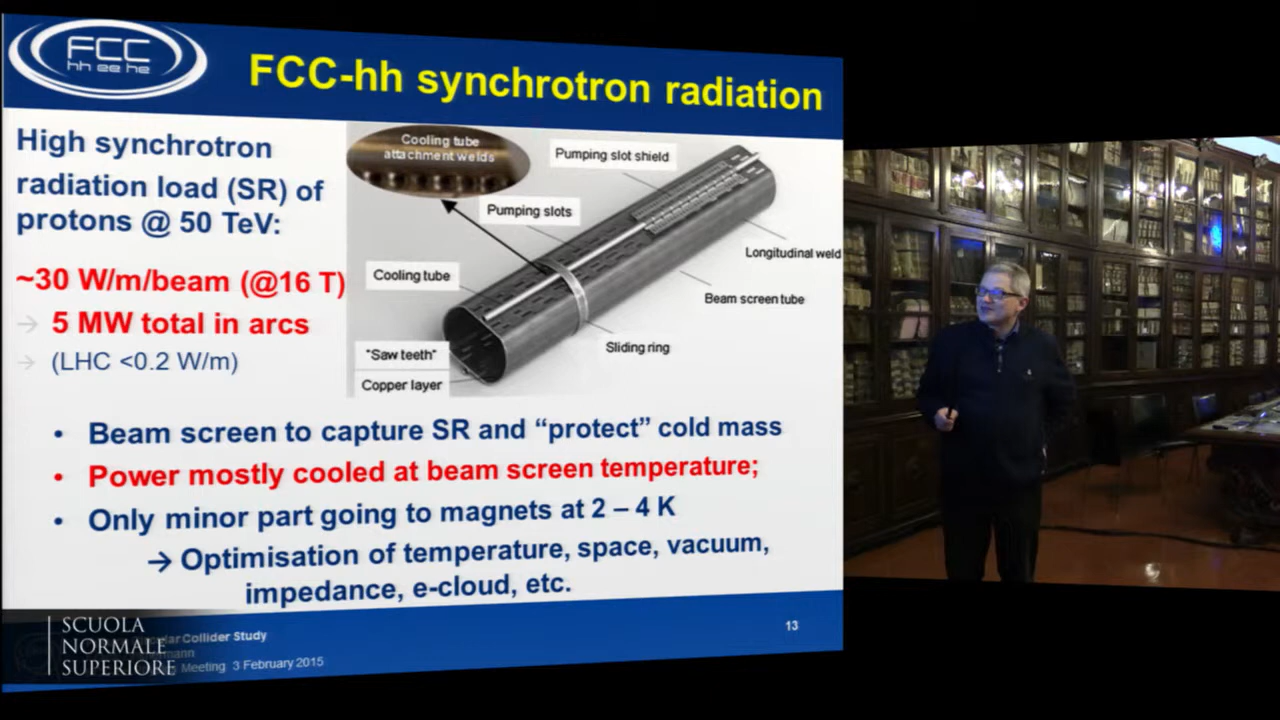 FCC
hh ee he
FCC-hh synchrotron radiation
High synchrotron
radiation load (SR) of
protons @ 50 TeV:
~30 W/m/beam (@16 T)
→ 5 MW total in arcs
→ (LHC <0.2 W/m)
Cooling tube
attachment welds
Pumping slot shield
Pumping slots
Longitudinal weld
Cooling tube
Beam screen tube
Sliding ring
"Saw teeth"
Copper layer
• Beam screen to capture SR and “protect” cold mass
• Power mostly cooled at beam screen temperature;
• Only minor part going to magnets at 2 – 4 K
→ Optimisation of temperature, space, vacuum,
impedance, e-cloud, etc.
Collider Study
Meeting 3 February 2015
13
SCUOLA
NORMALE
SUPERIORE